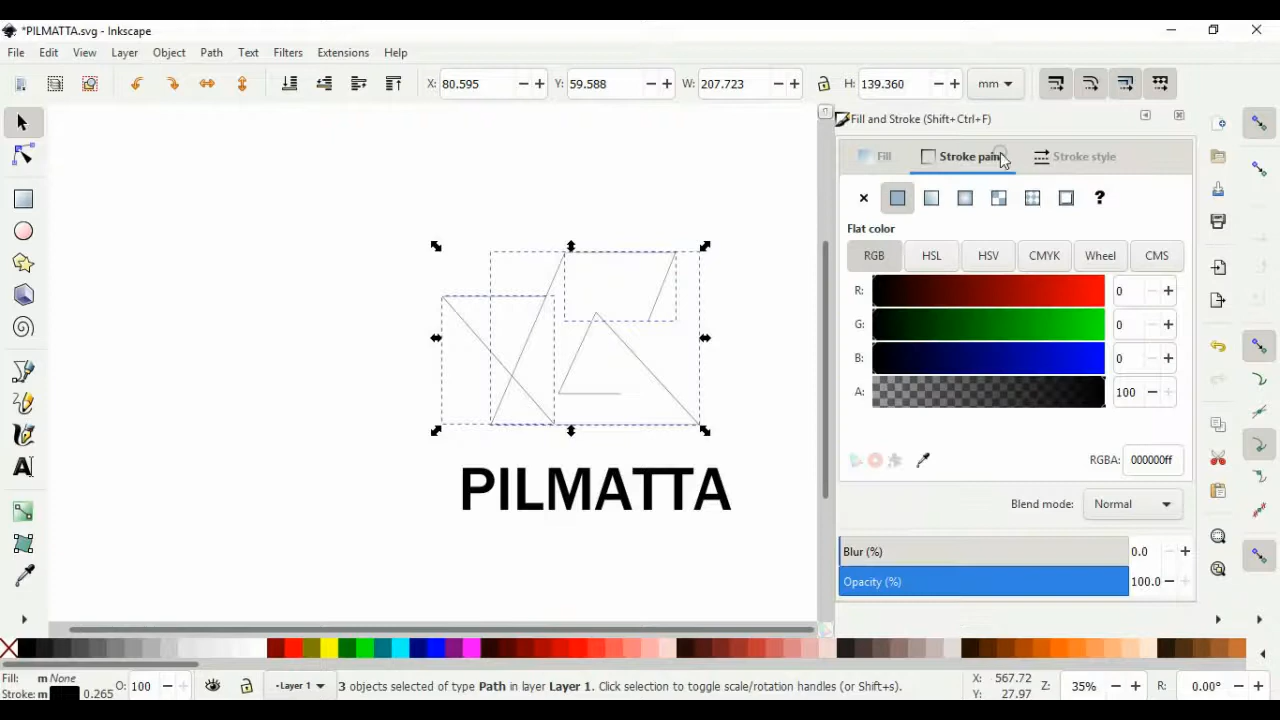 *PILMATTA.svg - Inkscape
File Edit View Layer Object Path Text Filters Extensions Help
X: 80.595 Y: 59.588 W: 207.723 H: 139.360 mm
Fill and Stroke (Shift+Ctrl+F)
Fill Stroke paint Stroke style
?
Flat color
RGB HSL HSV CMYK Wheel CMS
R: 0
G: 0
B: 0
A: 100
RGBA: 000000ff
PILMATTA
Blend mode: Normal
Blur (%) 0.0
Opacity (%) 100.0
Fill: m None
Stroke: m 0.265
O: 100
Layer 1
3 objects selected of type Path in layer Layer 1. Click selection to toggle scale/rotation handles (or Shift+s).
X: 567.72
Y: 27.97
Z: 35%
R: 0.00°